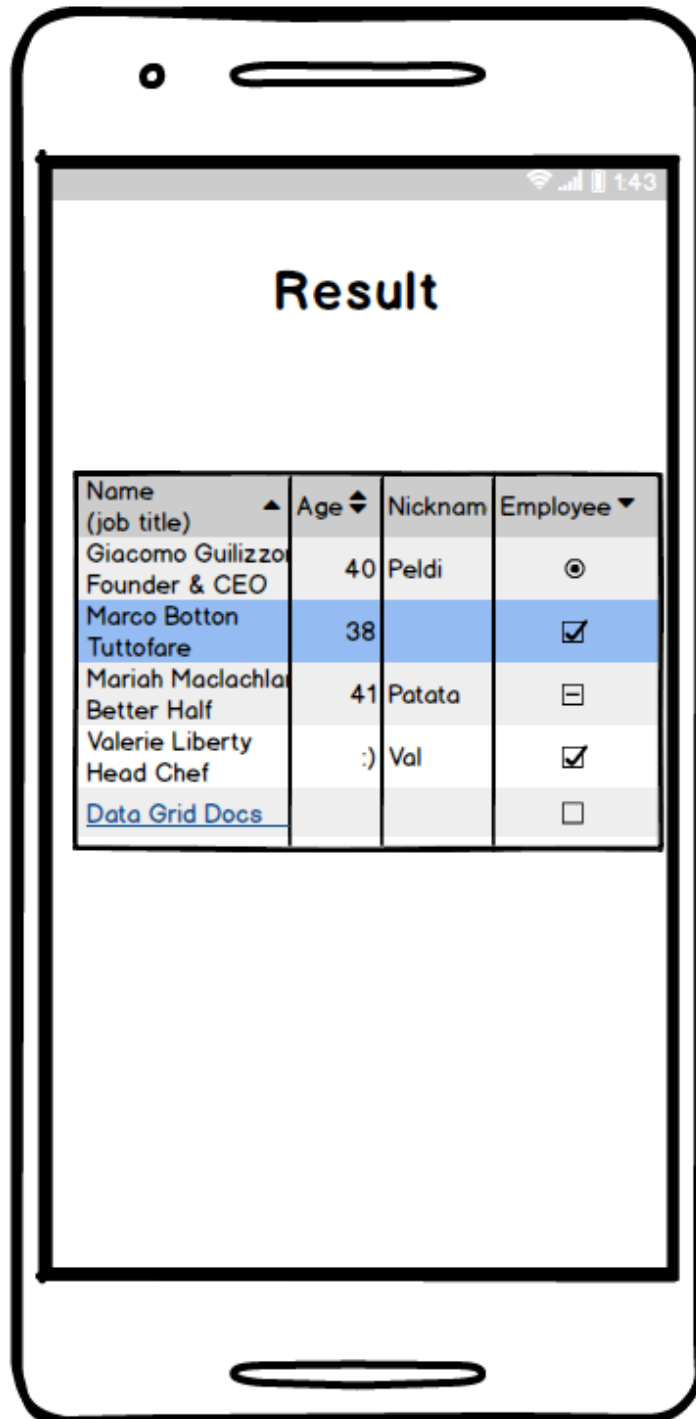 1:43
Result
Name
(job title)
Age
Nicknam
Employee
Giacomo Guilizzo
Founder & CEO
40
Peldi
Marco Botton
Tuttofare
38
Mariah Maclachla
Better Half
41
Patata
Valerie Liberty
Head Chef
:)
Val
Data Grid Docs